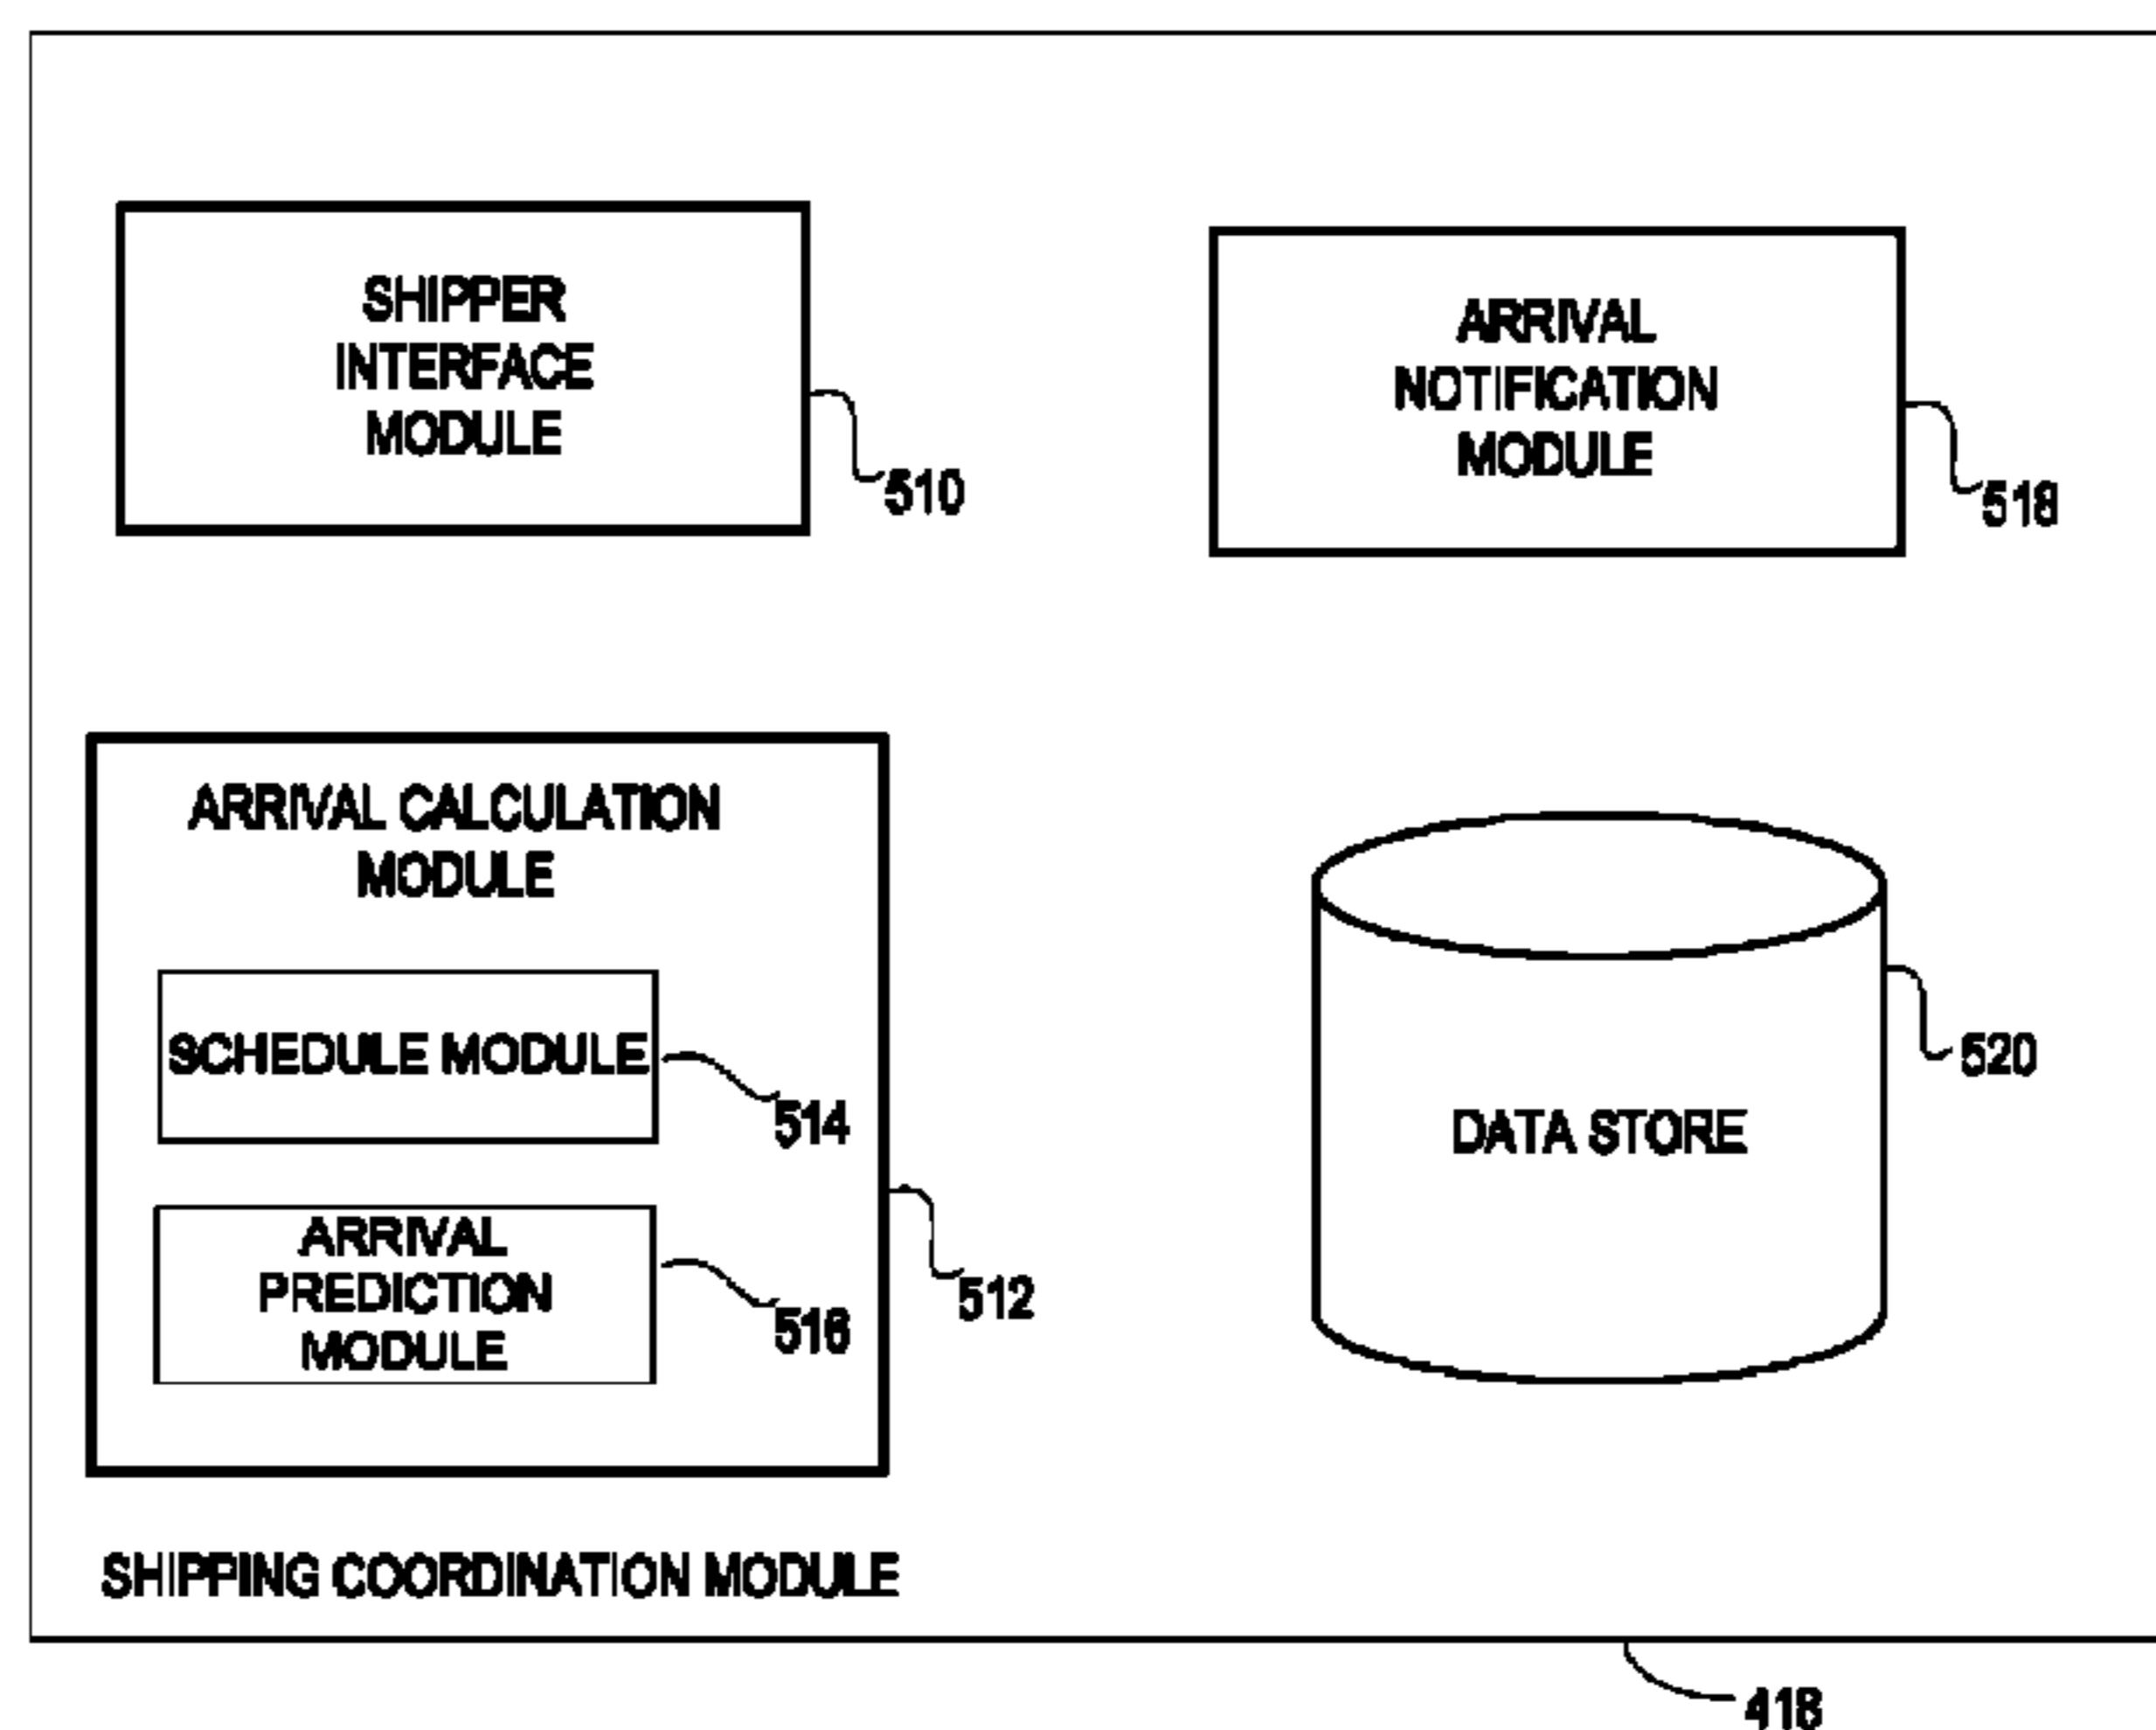 SHIPPER
INTERFACE
MODULE
510
ARRIVAL
NOTIFICATION
MODULE
518
ARRIVAL CALCULATION
MODULE
SCHEDULE MODULE
514
ARRIVAL
PREDICTION
MODULE
516
512
DATA STORE
520
SHIPPING COORDINATION MODULE
418